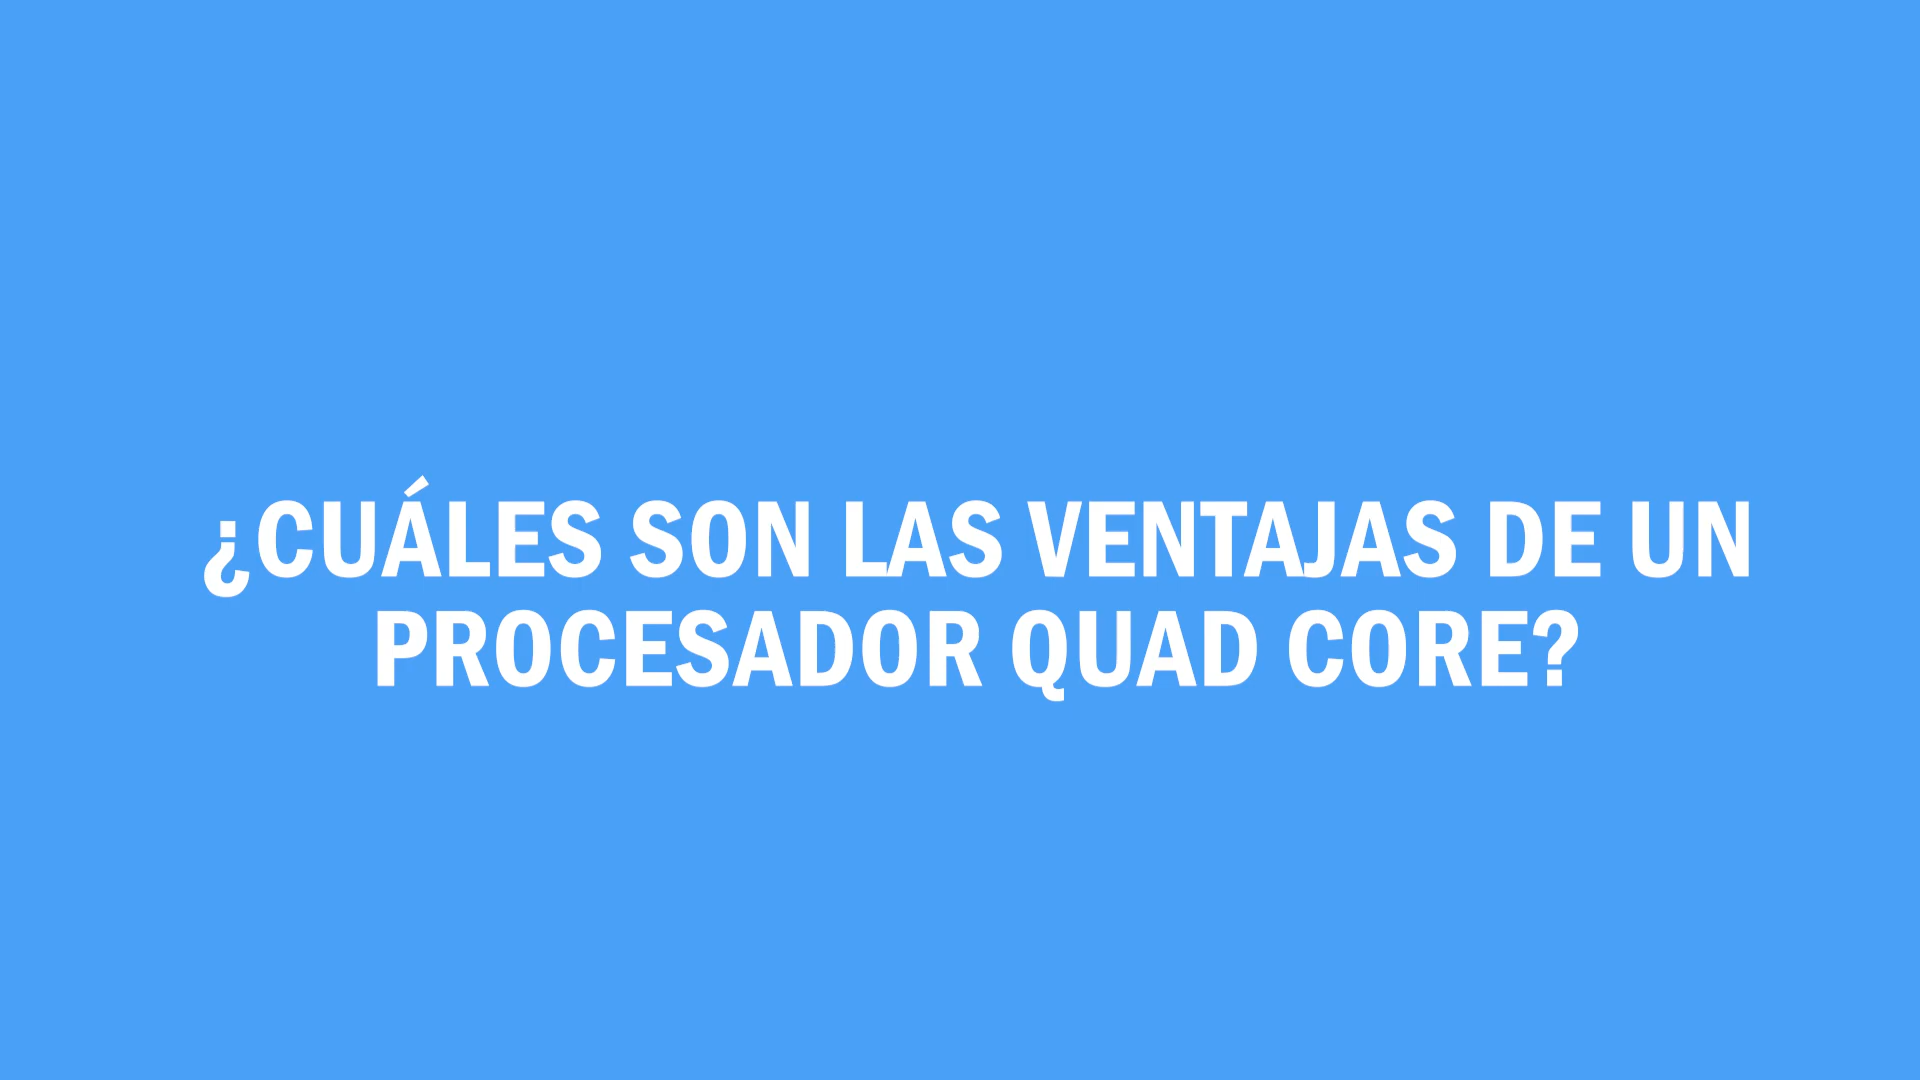 ¿CUÁLES SON LAS VENTAJAS DE UN
PROCESADOR QUAD CORE?